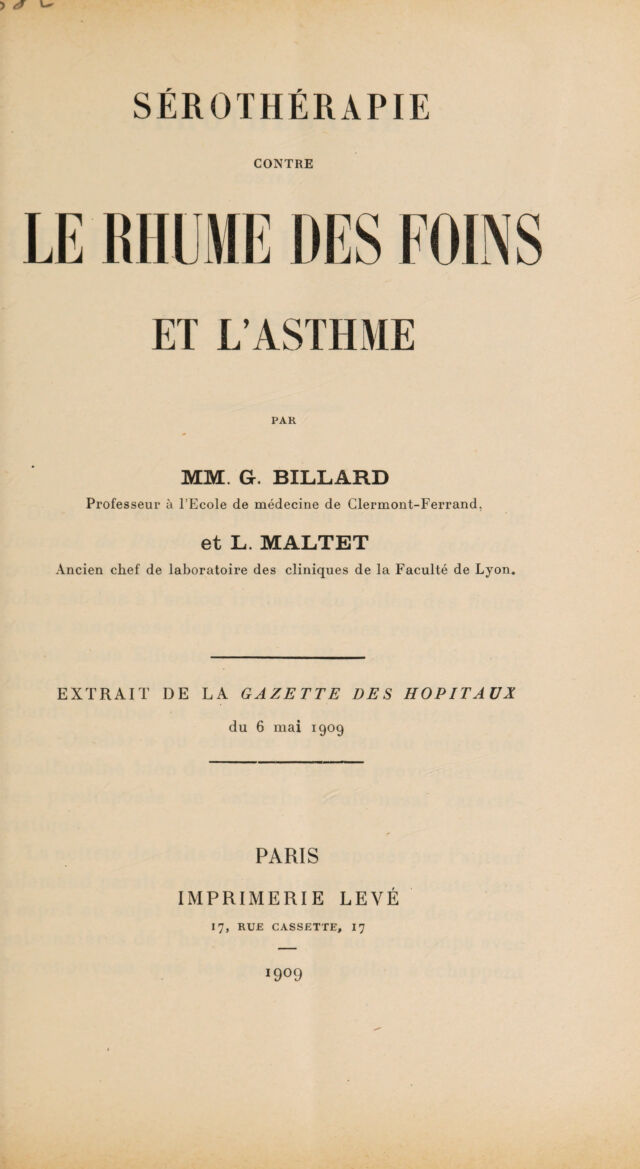 SÉROTHÉRAPIE
CONTRE
LE RHUME DES FOINS
ET L'ASTHME
PAR
MM. G. BILLARD
Professeur à l'Ecole de médecine de Clermont-Ferrand,
et L. MALTET
Ancien chef de laboratoire des cliniques de la Faculté de Lyon.
EXTRAIT DE LA GAZETTE DES HOPITAUX
du 6 mai 1909
PARIS
IMPRIMERIE LEVÉ
17, RUE CASSETTE, 17
1909